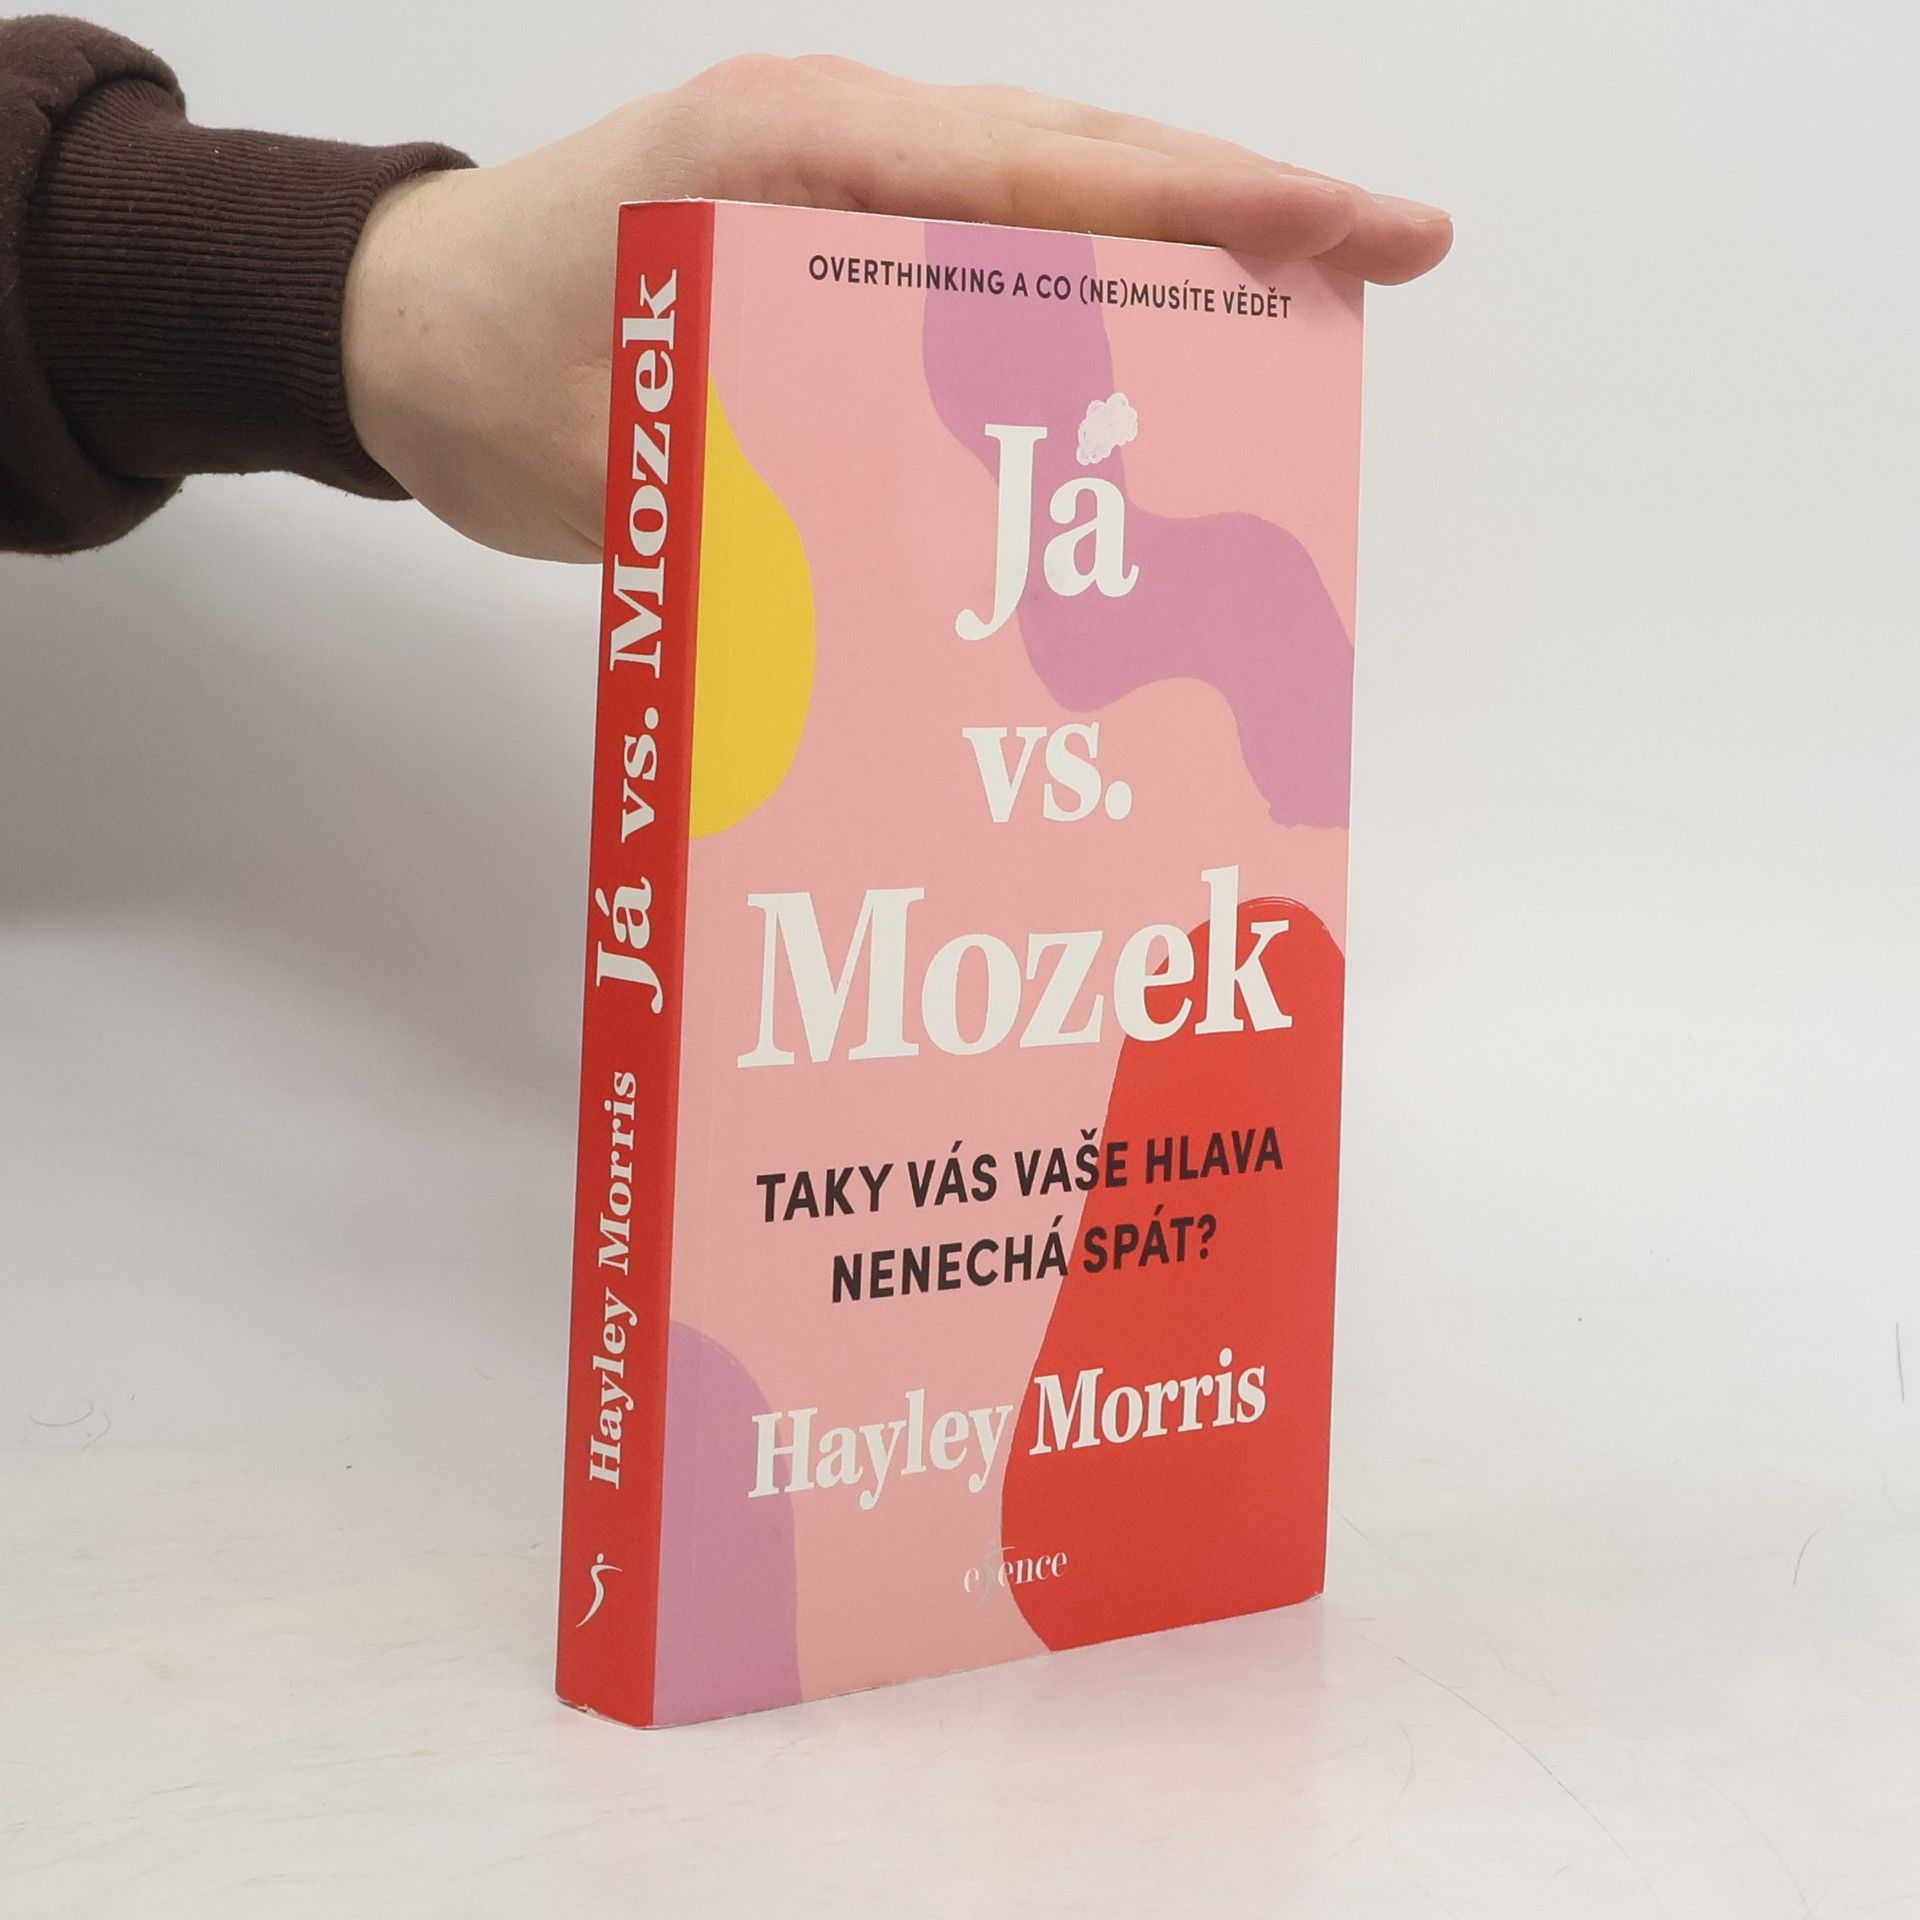 OVERTHINKING A CO (NE)MUSÍTE VĚDĚT
Já
vs.
Mozek
TAKY VÁS VAŠE HLAVA
NENECHÁ SPÁT?
Hayley Morris
esence
Hayley Morris Já vs. Mozek